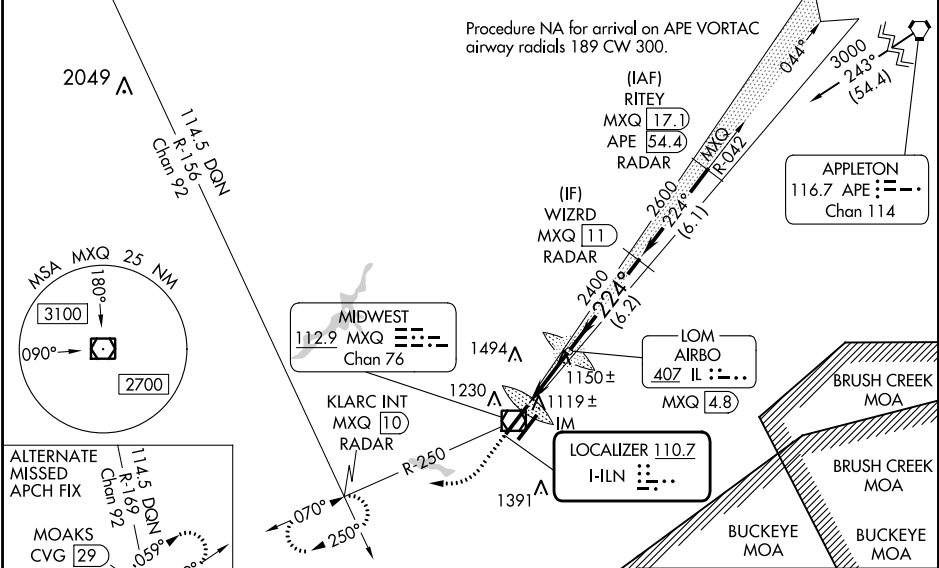 Procedure NA for arrival on APE VORTAC
airway radials 189 CW 300.
2049
114.5 DQN
R-156
Chan 92
(IAF)
RITEY
MXQ 17.1
APE 54.4
RADAR
044°
3000
243°
(54.4)
MXQ
R-042
APPLETON
116.7 APE
Chan 114
2600
224°
(6.1)
(IF)
WIZRD
MXQ 11
RADAR
2400
224°
(6.2)
MSA MXQ 25 NM
180°
3100
090°
2700
MIDWEST
112.9 MXQ
Chan 76
1494
1150±
LOM
AIRBO
407 IL
MXQ 4.8
1230
1119±
IM
KLARC INT
MXQ 10
RADAR
R-250
LOCALIZER 110.7
I-ILN
1391
070°
250°
BRUSH CREEK
MOA
BRUSH CREEK
MOA
BUCKEYE
MOA
BUCKEYE
MOA
ALTERNATE
MISSED
APCH FIX
114.5 DQN
R-169
Chan 92
MOAKS
CVG 29
059°